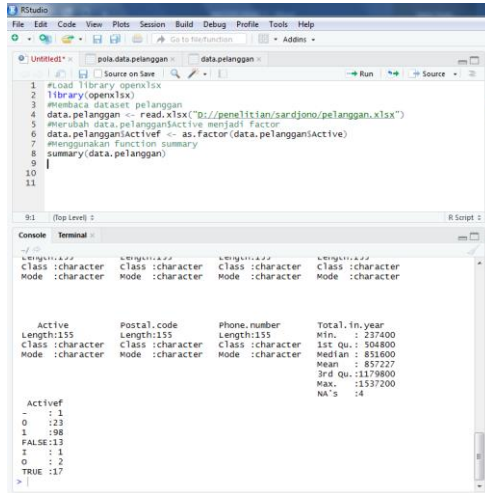 RStudio
File Edit Code View Plots Session Build Debug Profile Tools Help
Go to file/function Addins
Untitled1* pola.data.pelanggan data.pelanggan
Source on Save Run Source
1 #Load library openxlsx
2 library(openxlsx)
3 #Membaca dataset pelanggan
4 data.pelanggan <- read.xlsx("D://penelitian/sardjono/pelanggan.xlsx")
5 #Merubah data.pelanggan$Active menjadi factor
6 data.pelanggan$Activef <- as.factor(data.pelanggan$Active)
7 #Menggunakan function summary
8 summary(data.pelanggan)
9
10
11
9:1 (Top Level) R Script
Console Terminal
~/
Length:155 Length:155 Length:155 Length:155
Class :character Class :character Class :character Class :character
Mode :character Mode :character Mode :character Mode :character
Active Postal.code Phone.number Total.in.year
Length:155 Length:155 Length:155 Min. : 237400
Class :character Class :character Class :character 1st Qu.: 504800
Mode :character Mode :character Mode :character Median : 851600
Mean : 857227
3rd Qu.:1179800
Max. :1537200
NA's :4
Activef
- : 1
0 :23
1 :98
FALSE:13
I : 1
O : 2
TRUE :17
>